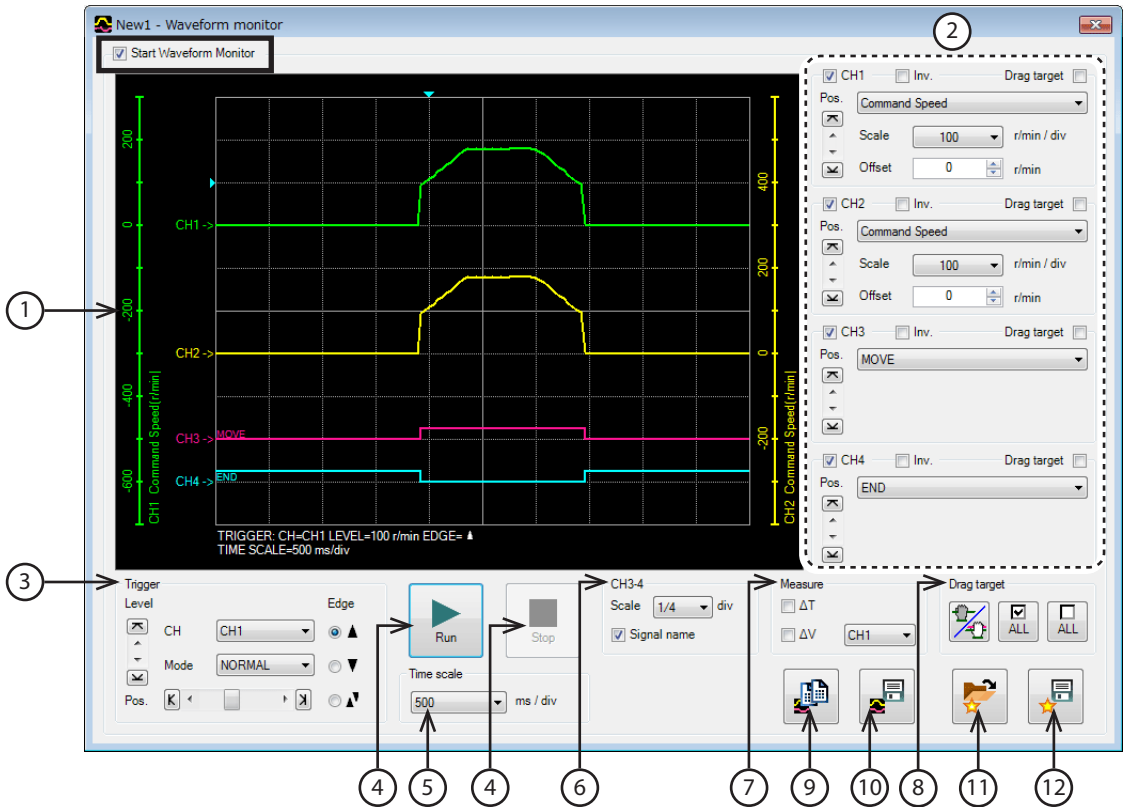 New1 - Waveform monitor
2
Start Waveform Monitor
CH1 Inv. Drag target
Pos. Command Speed
Scale 100 r/min / div
Offset 0 r/min
CH2 Inv. Drag target
Pos. Command Speed
Scale 100 r/min / div
Offset 0 r/min
CH3 Inv. Drag target
Pos. MOVE
CH4 Inv. Drag target
Pos. END
1
200
0
-200
-400
-600
CH1 Command Speed[r/min]
CH1 ->
CH2 ->
CH3 -> MOVE
CH4 -> END
400
200
0
-200
CH2 Command Speed[r/min]
TRIGGER: CH=CH1 LEVEL=100 r/min EDGE=
TIME SCALE=500 ms/div
3
Trigger
Level Edge
CH CH1
Mode NORMAL
Pos.
4
Run
Stop
Time scale
500 ms / div
6
CH3-4
Scale 1/4 div
Signal name
7
Measure
ΔT
ΔV CH1
Drag target
ALL ALL
4 5 4 6 7 9 10 8 11 12